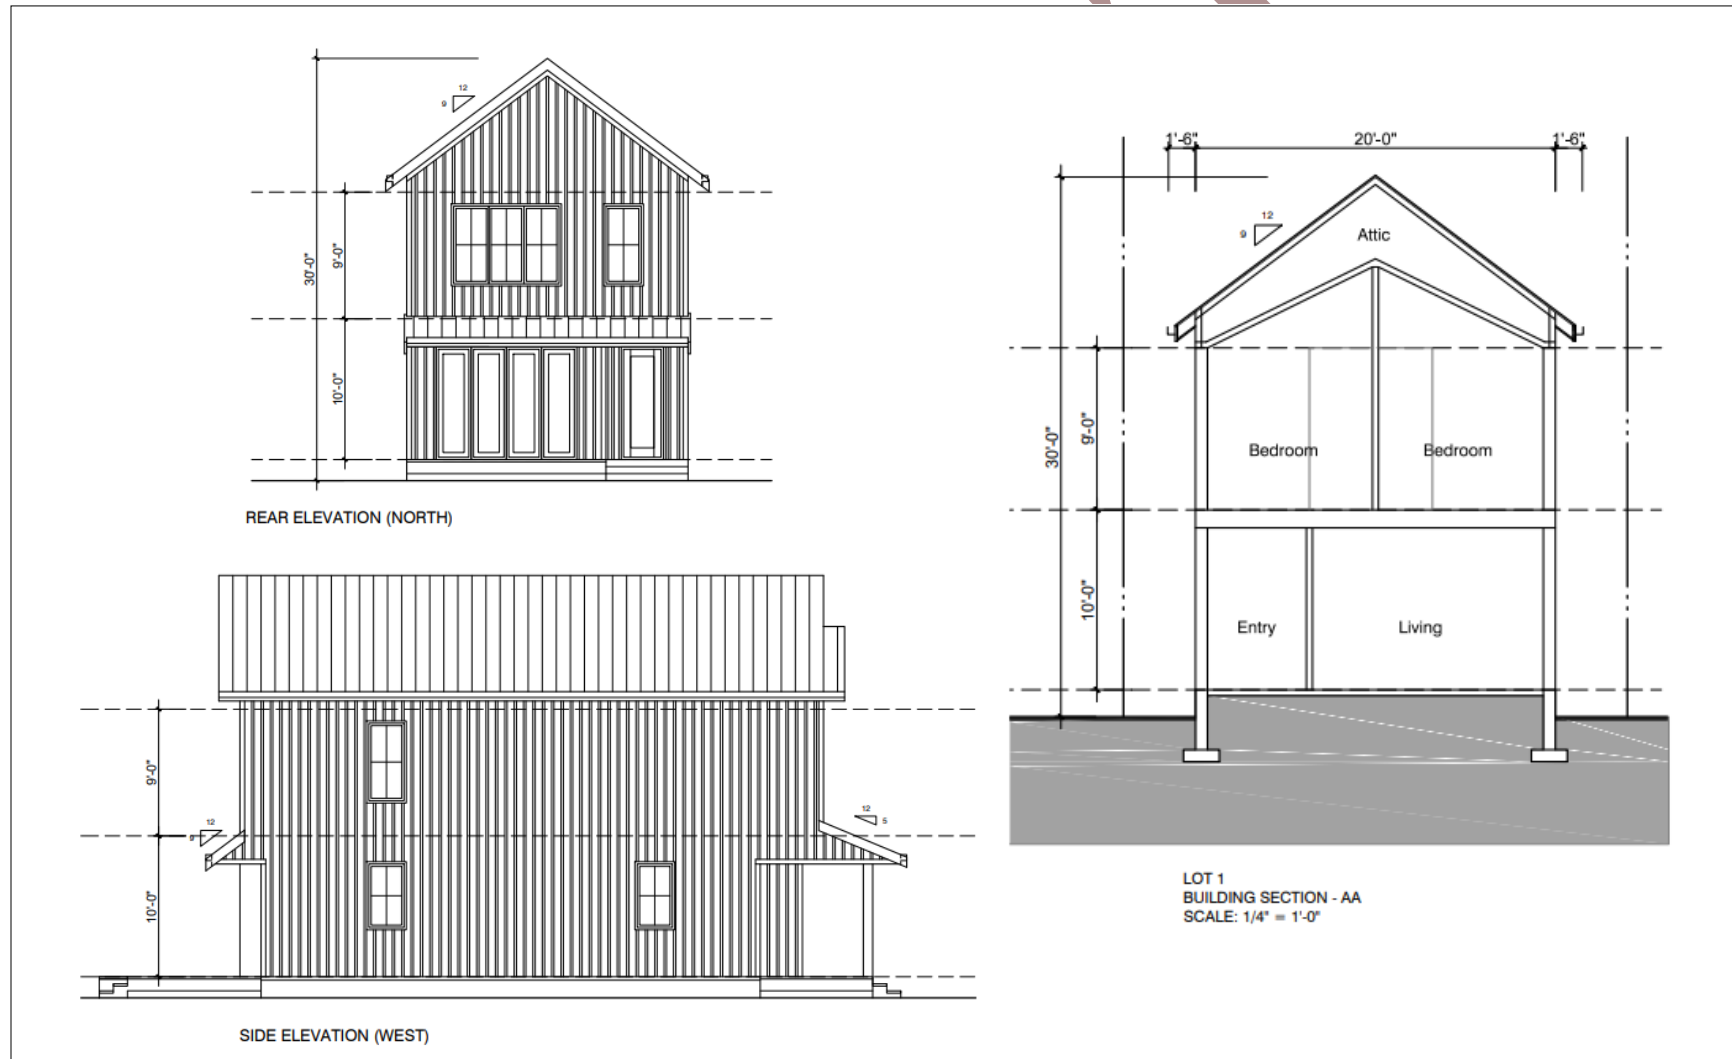 12
9
30'-0"
9'-0"
10'-0"
REAR ELEVATION (NORTH)
12
9
12
5
9'-0"
10'-0"
SIDE ELEVATION (WEST)
1'-6"
20'-0"
1'-6"
12
9
Attic
30'-0"
9'-0"
10'-0"
Bedroom
Bedroom
Entry
Living
LOT 1
BUILDING SECTION - AA
SCALE: 1/4" = 1'-0"